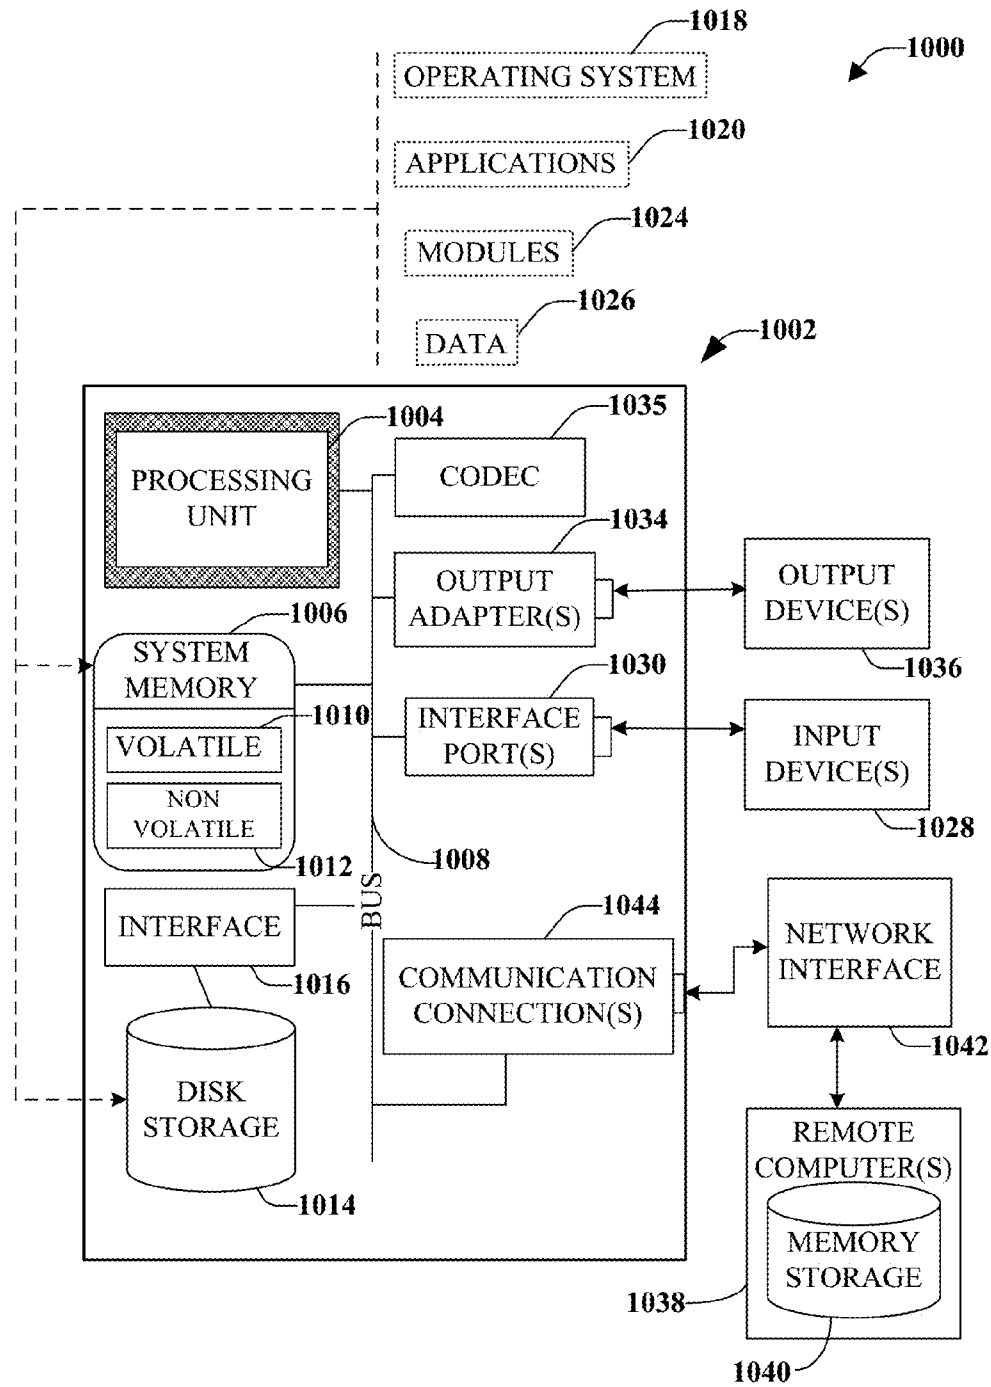 1018
1000
OPERATING SYSTEM
1020
APPLICATIONS
1024
MODULES
1026
DATA
1002
1004
PROCESSING
UNIT
1035
CODEC
1034
OUTPUT
ADAPTER(S)
OUTPUT
DEVICE(S)
1036
1006
SYSTEM
MEMORY
1010
VOLATILE
NON
VOLATILE
1012
1030
INTERFACE
PORT(S)
INPUT
DEVICE(S)
1028
1008
BUS
INTERFACE
1016
1044
COMMUNICATION
CONNECTION(S)
NETWORK
INTERFACE
1042
DISK
STORAGE
1014
REMOTE
COMPUTER(S)
MEMORY
STORAGE
1038
1040